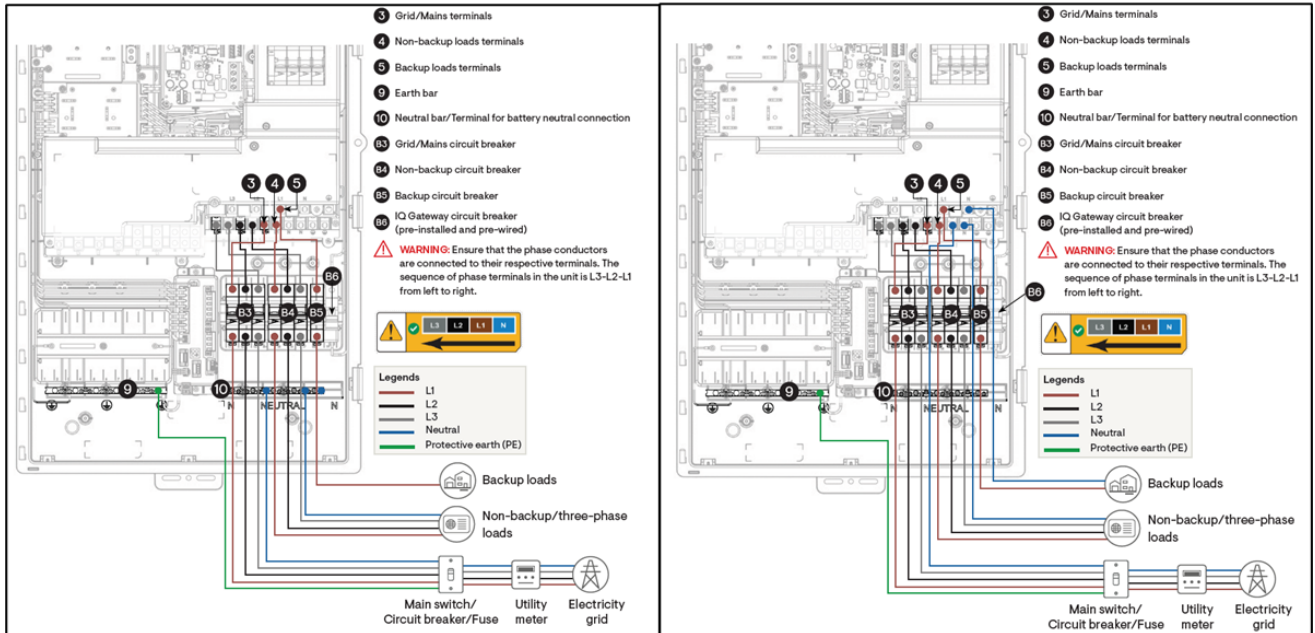 3 Grid/Mains terminals
4 Non-backup loads terminals
5 Backup loads terminals
9 Earth bar
10 Neutral bar/Terminal for battery neutral connection
B3 Grid/Mains circuit breaker
B4 Non-backup circuit breaker
B5 Backup circuit breaker
B6 IQ Gateway circuit breaker
(pre-installed and pre-wired)
WARNING: Ensure that the phase conductors
are connected to their respective terminals. The
sequence of phase terminals in the unit is L3-L2-L1
from left to right.
L3 L2 L1 N
Legends
L1
L2
L3
Neutral
Protective earth (PE)
3 4 5
L1
B6
B3 B4 B5
9 10
N NEUTRAL N
Backup loads
Non-backup/three-phase
loads
Main switch/
Circuit breaker/Fuse
Utility
meter
Electricity
grid
3 Grid/Mains terminals
4 Non-backup loads terminals
5 Backup loads terminals
9 Earth bar
10 Neutral bar/Terminal for battery neutral connection
B3 Grid/Mains circuit breaker
B4 Non-backup circuit breaker
B5 Backup circuit breaker
B6 IQ Gateway circuit breaker
(pre-installed and pre-wired)
WARNING: Ensure that the phase conductors
are connected to their respective terminals. The
sequence of phase terminals in the unit is L3-L2-L1
from left to right.
L3 L2 L1 N
Legends
L1
L2
L3
Neutral
Protective earth (PE)
3 4 5
L1
B6
B3 B4 B5
9 10
N NEUTRAL N
Backup loads
Non-backup/three-phase
loads
Main switch/
Circuit breaker/Fuse
Utility
meter
Electricity
grid